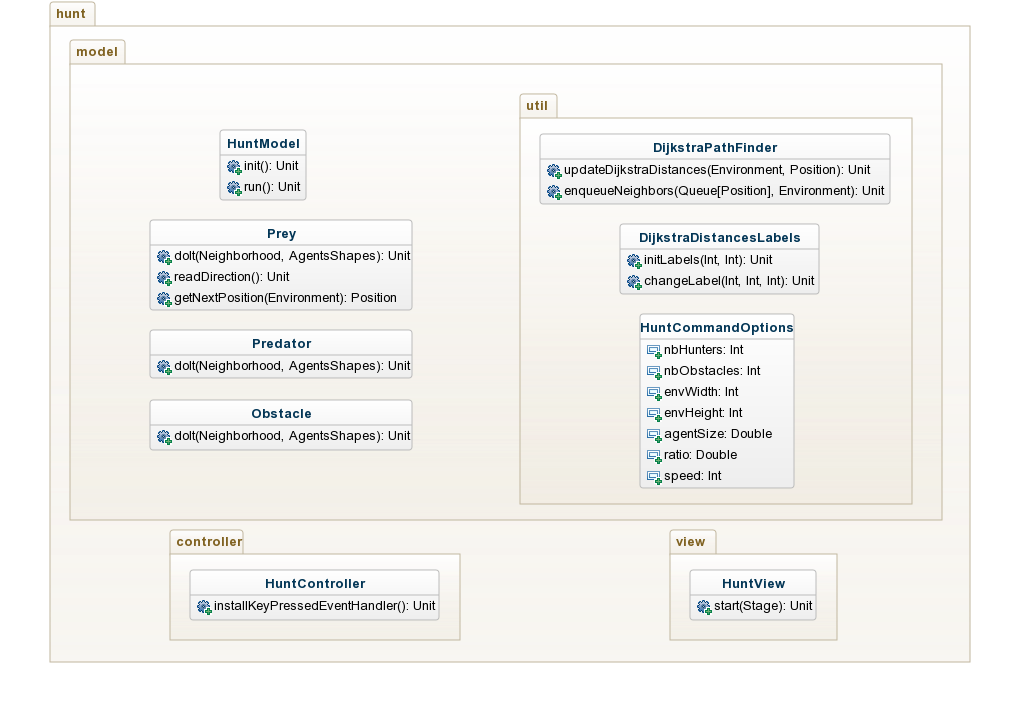 hunt
model
HuntModel
init(): Unit
run(): Unit
Prey
doIt(Neighborhood, AgentsShapes): Unit
readDirection(): Unit
getNextPosition(Environment): Position
Predator
doIt(Neighborhood, AgentsShapes): Unit
Obstacle
doIt(Neighborhood, AgentsShapes): Unit
util
DijkstraPathFinder
updateDijkstraDistances(Environment, Position): Unit
enqueueNeighbors(Queue[Position], Environment): Unit
DijkstraDistancesLabels
initLabels(Int, Int): Unit
changeLabel(Int, Int, Int): Unit
HuntCommandOptions
nbHunters: Int
nbObstacles: Int
envWidth: Int
envHeight: Int
agentSize: Double
ratio: Double
speed: Int
controller
HuntController
installKeyPressedEventHandler(): Unit
view
HuntView
start(Stage): Unit